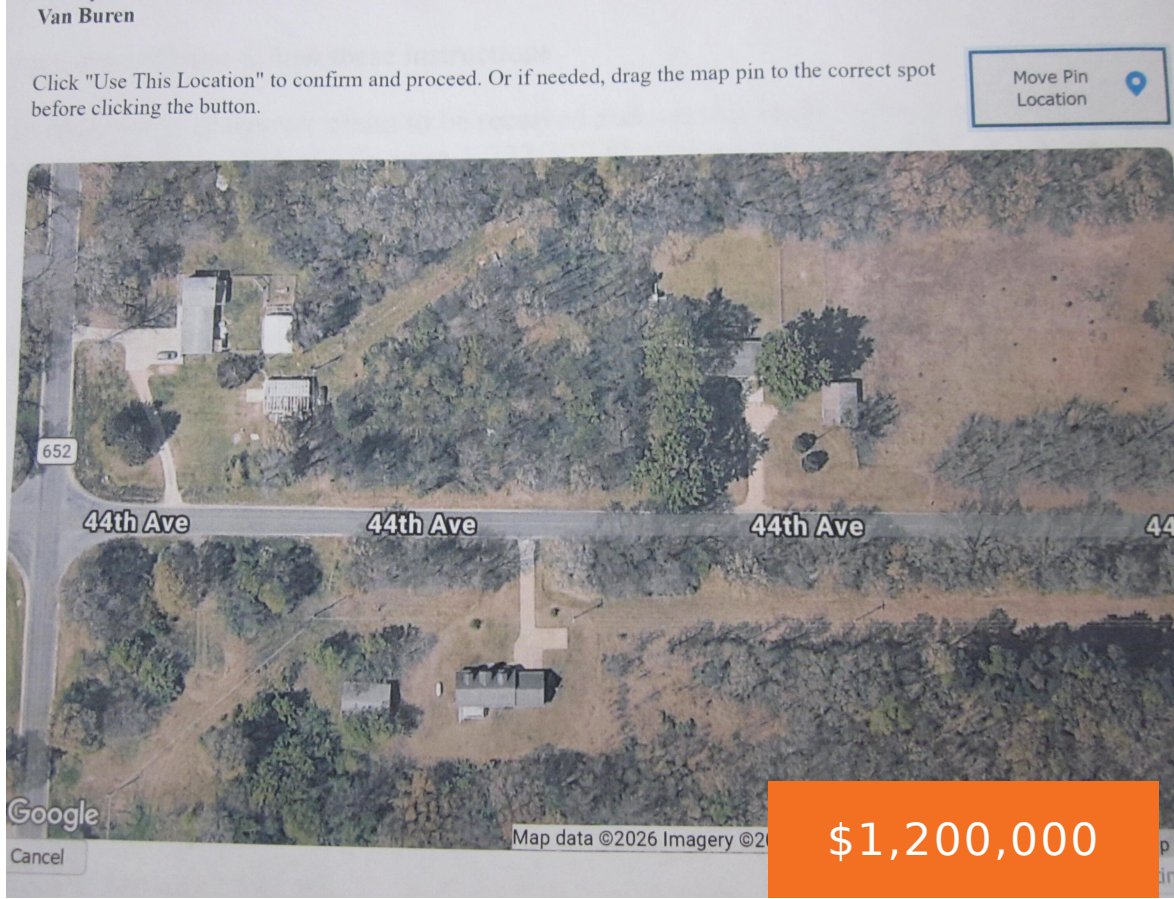 Van Buren
Click "Use This Location" to confirm and proceed. Or if needed, drag the map pin to the correct spot
before clicking the button.
Move Pin
Location
652
44th Ave 44th Ave 44th Ave 44
Google
Map data ©2026 Imagery ©20
$1,200,000
Cancel